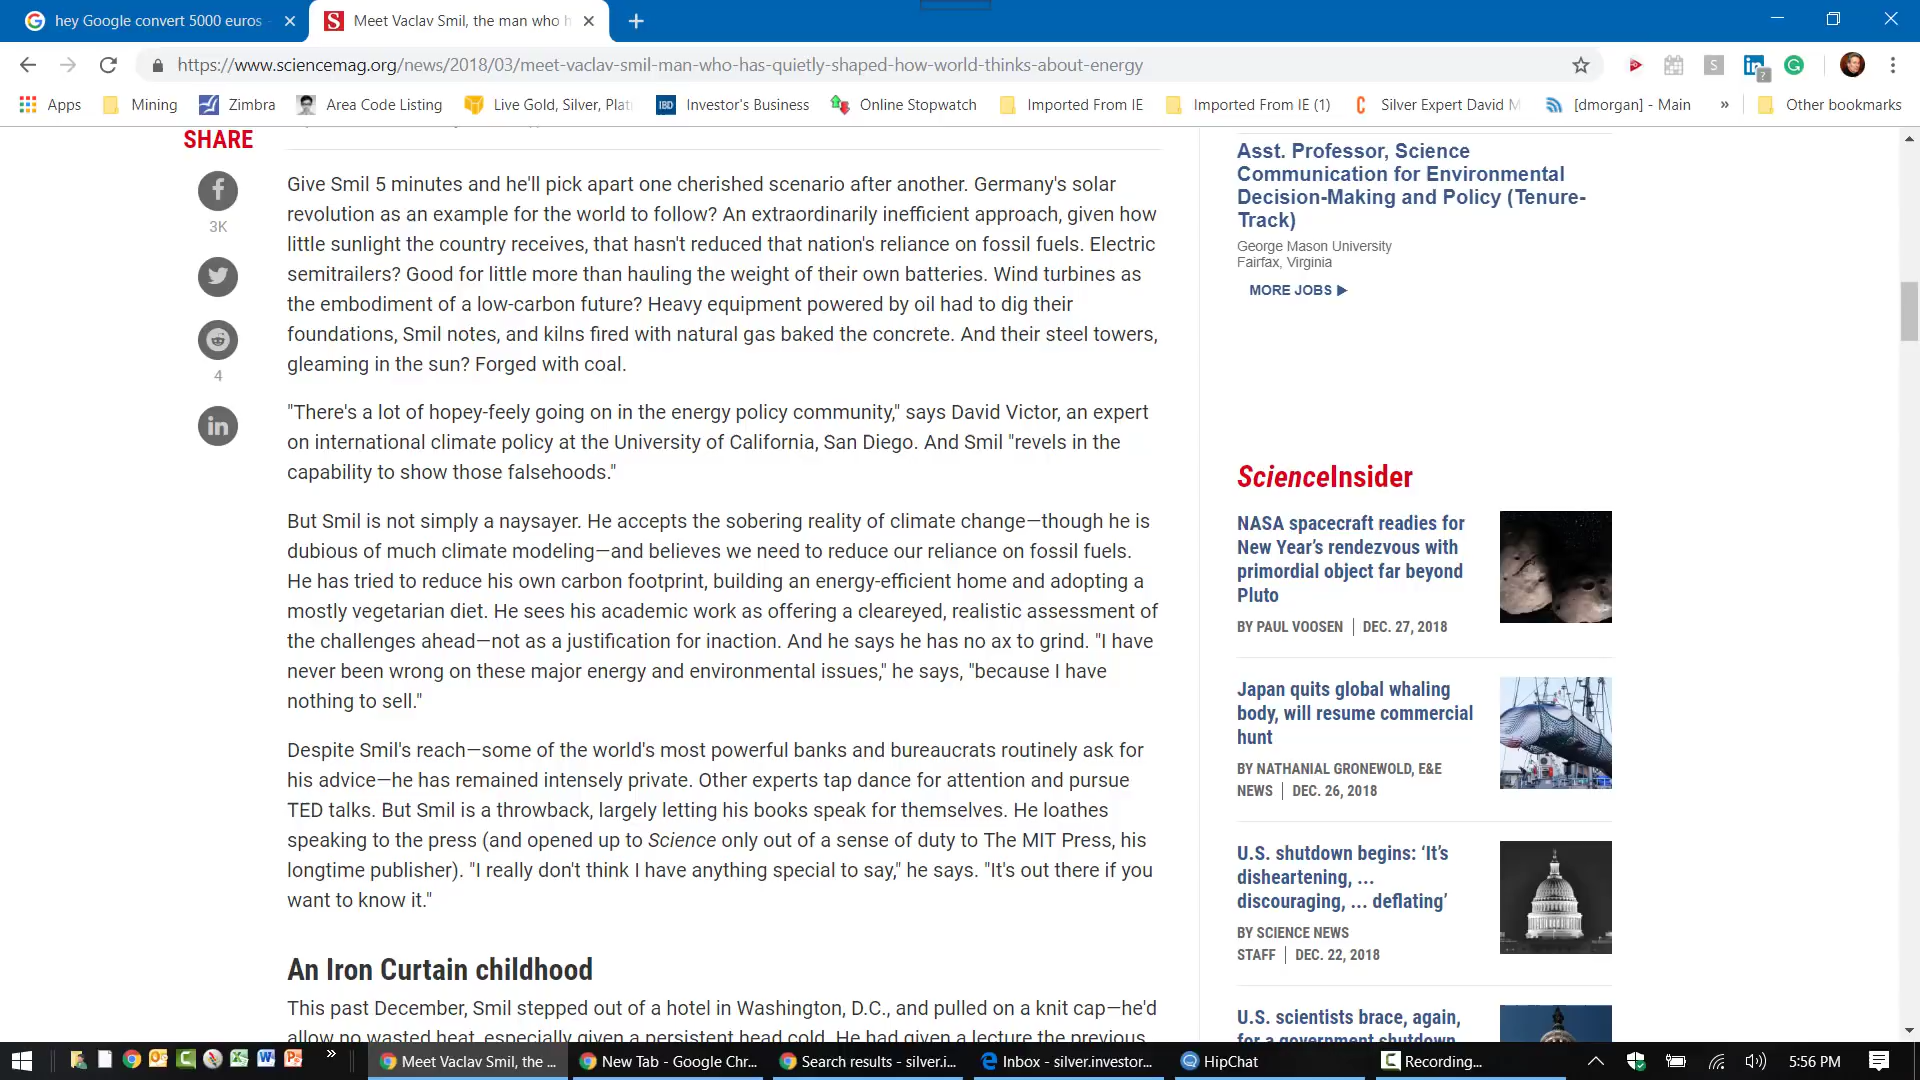 hey Google convert 5000 euros
Meet Vaclav Smil, the man who h
https://www.sciencemag.org/news/2018/03/meet-vaclav-smil-man-who-has-quietly-shaped-how-world-thinks-about-energy
Apps
Mining
Zimbra
Area Code Listing
Live Gold, Silver, Plat
IBD
Investor's Business
Online Stopwatch
Imported From IE
Imported From IE (1)
Silver Expert David M
[dmorgan] - Main
»
Other bookmarks
SHARE
3K
4
Give Smil 5 minutes and he'll pick apart one cherished scenario after another. Germany's solar
revolution as an example for the world to follow? An extraordinarily inefficient approach, given how
little sunlight the country receives, that hasn't reduced that nation's reliance on fossil fuels. Electric
semitrailers? Good for little more than hauling the weight of their own batteries. Wind turbines as
the embodiment of a low-carbon future? Heavy equipment powered by oil had to dig their
foundations, Smil notes, and kilns fired with natural gas baked the concrete. And their steel towers,
gleaming in the sun? Forged with coal.
"There's a lot of hopey-feely going on in the energy policy community," says David Victor, an expert
on international climate policy at the University of California, San Diego. And Smil "revels in the
capability to show those falsehoods."
But Smil is not simply a naysayer. He accepts the sobering reality of climate change—though he is
dubious of much climate modeling—and believes we need to reduce our reliance on fossil fuels.
He has tried to reduce his own carbon footprint, building an energy-efficient home and adopting a
mostly vegetarian diet. He sees his academic work as offering a cleareyed, realistic assessment of
the challenges ahead—not as a justification for inaction. And he says he has no ax to grind. "I have
never been wrong on these major energy and environmental issues," he says, "because I have
nothing to sell."
Despite Smil's reach—some of the world's most powerful banks and bureaucrats routinely ask for
his advice—he has remained intensely private. Other experts tap dance for attention and pursue
TED talks. But Smil is a throwback, largely letting his books speak for themselves. He loathes
speaking to the press (and opened up to Science only out of a sense of duty to The MIT Press, his
longtime publisher). "I really don't think I have anything special to say," he says. "It's out there if you
want to know it."
An Iron Curtain childhood
This past December, Smil stepped out of a hotel in Washington, D.C., and pulled on a knit cap—he'd
allow no wasted heat, especially given a persistent head cold. He had given a lecture the previous
Asst. Professor, Science
Communication for Environmental
Decision-Making and Policy (Tenure-
Track)
George Mason University
Fairfax, Virginia
MORE JOBS ▶
ScienceInsider
NASA spacecraft readies for
New Year's rendezvous with
primordial object far beyond
Pluto
BY PAUL VOOSEN | DEC. 27, 2018
Japan quits global whaling
body, will resume commercial
hunt
BY NATHANIAL GRONEWOLD, E&E
NEWS | DEC. 26, 2018
U.S. shutdown begins: ‘It's
disheartening, ...
discouraging, ... deflating’
BY SCIENCE NEWS
STAFF | DEC. 22, 2018
U.S. scientists brace, again,
for a government shutdown
Meet Vaclav Smil, the ...
New Tab - Google Chr...
Search results - silver.i...
Inbox - silver.investor...
HipChat
Recording...
5:56 PM